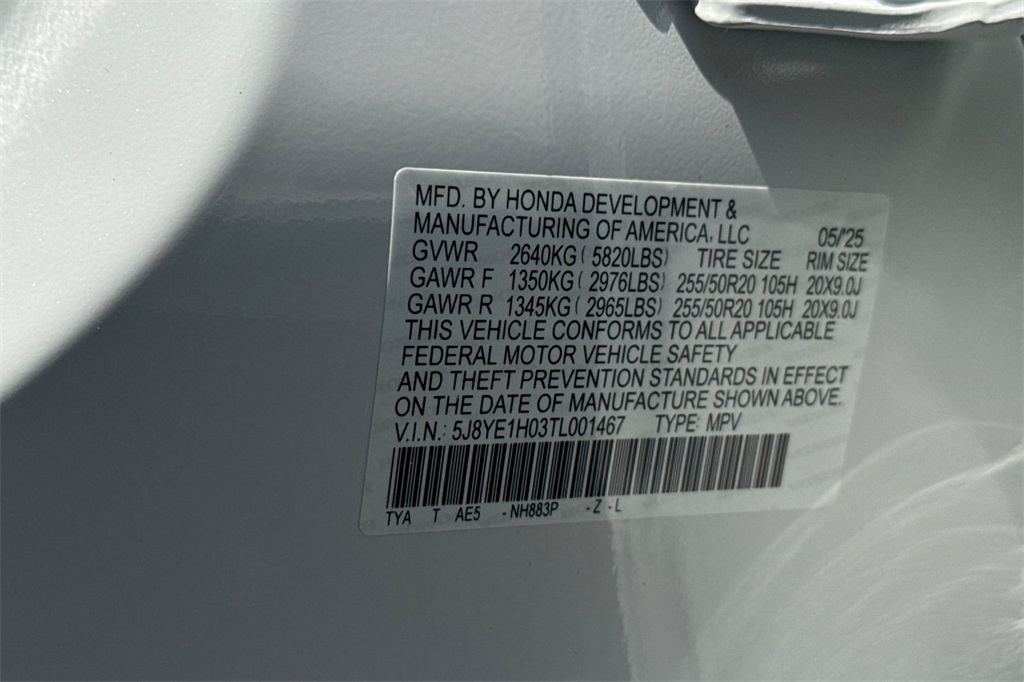 MFD. BY HONDA DEVELOPMENT &
MANUFACTURING OF AMERICA, LLC 05/'25
GVWR 2640KG ( 5820LBS) TIRE SIZE RIM SIZE
GAWR F 1350KG ( 2976LBS) 255/50R20 105H 20X9.0J
GAWR R 1345KG ( 2965LBS) 255/50R20 105H 20X9.0J
THIS VEHICLE CONFORMS TO ALL APPLICABLE
FEDERAL MOTOR VEHICLE SAFETY
AND THEFT PREVENTION STANDARDS IN EFFECT
ON THE DATE OF MANUFACTURE SHOWN ABOVE.
V.I.N.: 5J8YE1H03TL001467 TYPE: MPV
TYA T AE5 -NH883P -Z -L